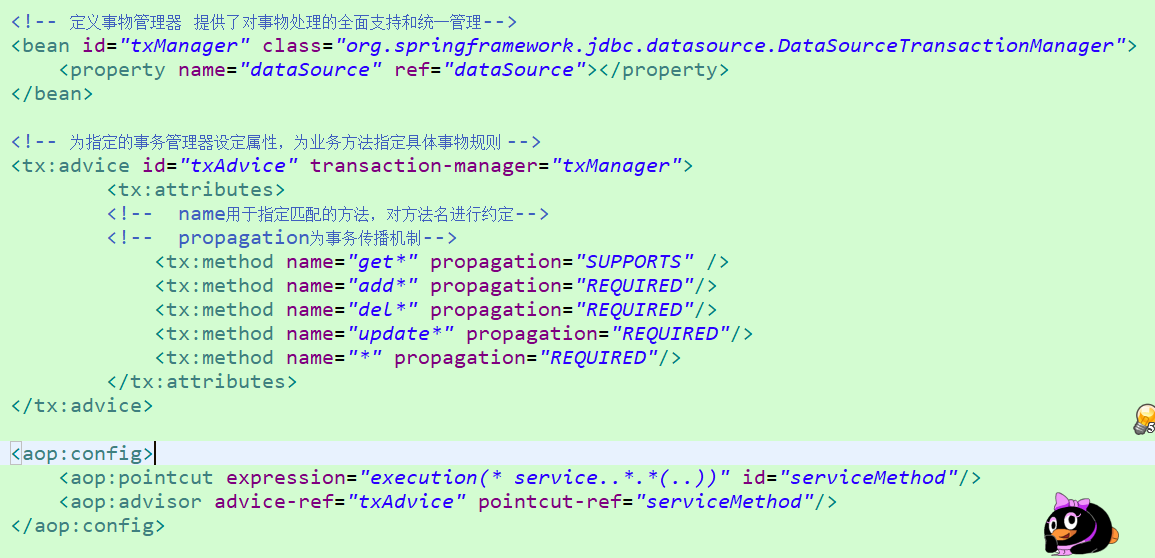 <!-- 定义事物管理器 提供了对事物处理的全面支持和统一管理-->
<bean id="txManager" class="org.springframework.jdbc.datasource.DataSourceTransactionManager">
    <property name="dataSource" ref="dataSource"></property>
</bean>
<!-- 为指定的事务管理器设定属性，为业务方法指定具体事物规则 -->
<tx:advice id="txAdvice" transaction-manager="txManager">
        <tx:attributes>
        <!--  name用于指定匹配的方法，对方法名进行约定-->
        <!--  propagation为事务传播机制-->
            <tx:method name="get*" propagation="SUPPORTS" />
            <tx:method name="add*" propagation="REQUIRED"/>
            <tx:method name="del*" propagation="REQUIRED"/>
            <tx:method name="update*" propagation="REQUIRED"/>
            <tx:method name="*" propagation="REQUIRED"/>
        </tx:attributes>
</tx:advice>
<aop:config>
    <aop:pointcut expression="execution(* service..*.*(..))" id="serviceMethod"/>
    <aop:advisor advice-ref="txAdvice" pointcut-ref="serviceMethod"/>
</aop:config>